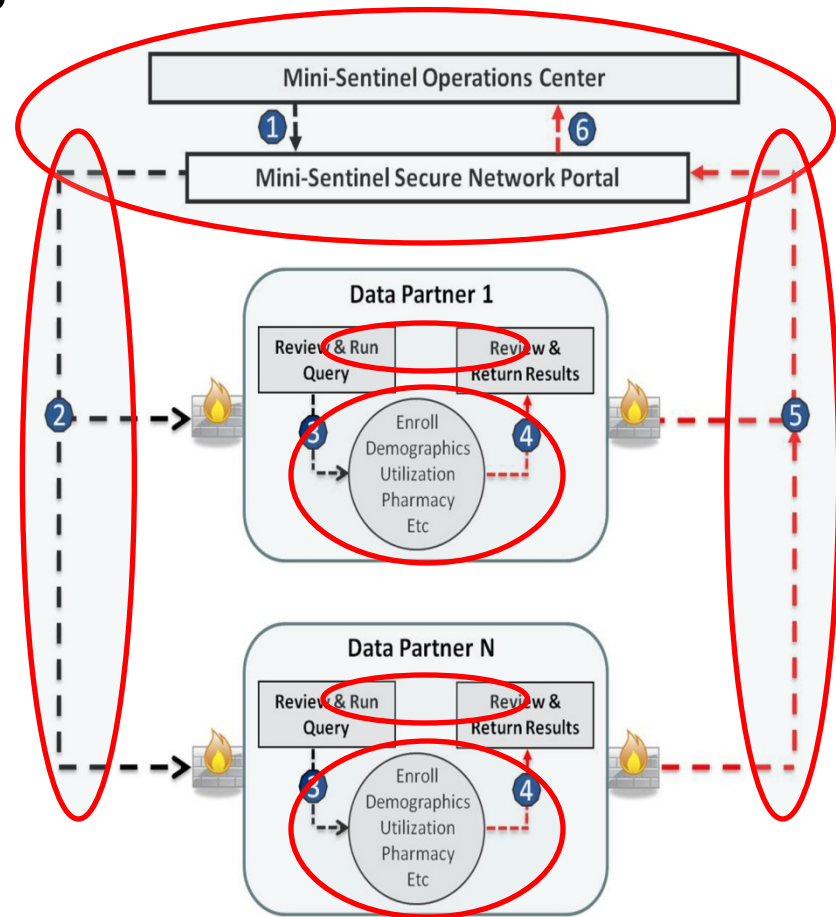 Mini-Sentinel Operations Center
1
6
Mini-Sentinel Secure Network Portal
Data Partner 1
Review & Run
Query
Review &
Return Results
2
3
Enroll
Demographics
Utilization
Pharmacy
Etc
4
5
Data Partner N
Review & Run
Query
Review &
Return Results
3
Enroll
Demographics
Utilization
Pharmacy
Etc
4